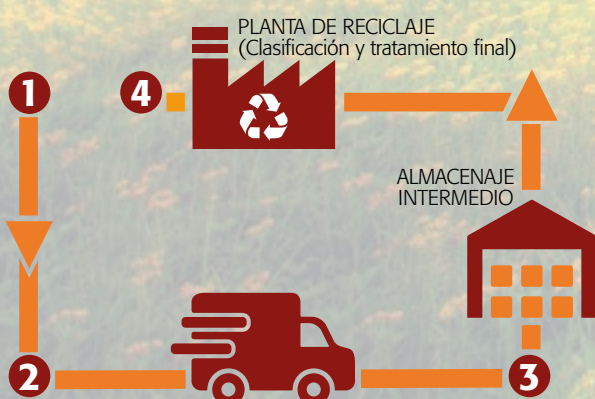 PLANTA DE RECICLAJE
(Clasificación y tratamiento final)
1
4
ALMACENAJE
INTERMEDIO
2
3